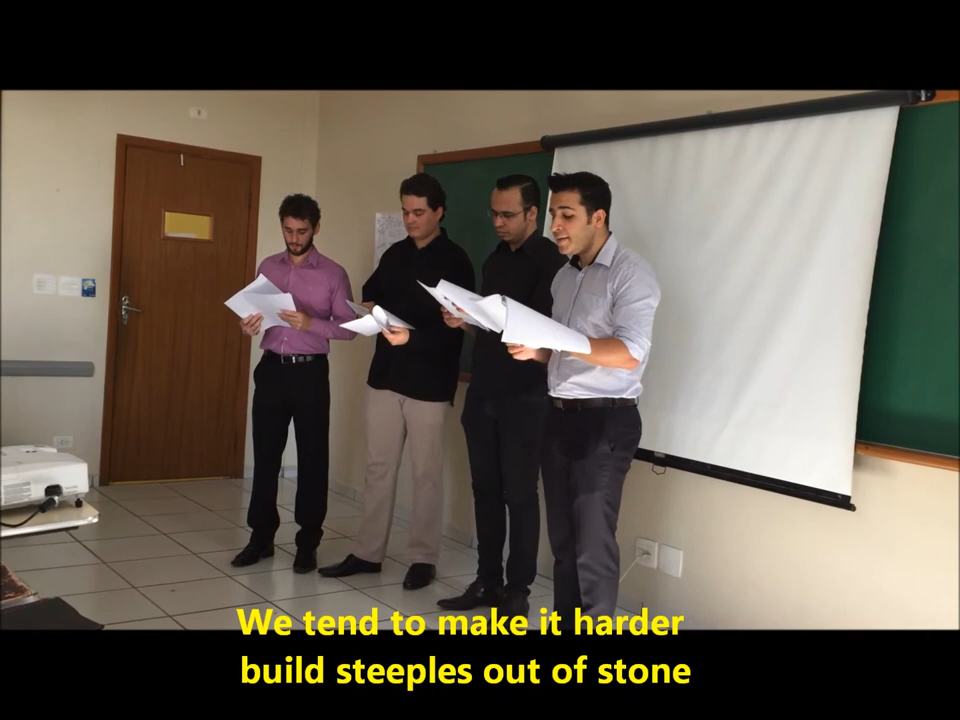 We tend to make it harder
build steeples out of stone